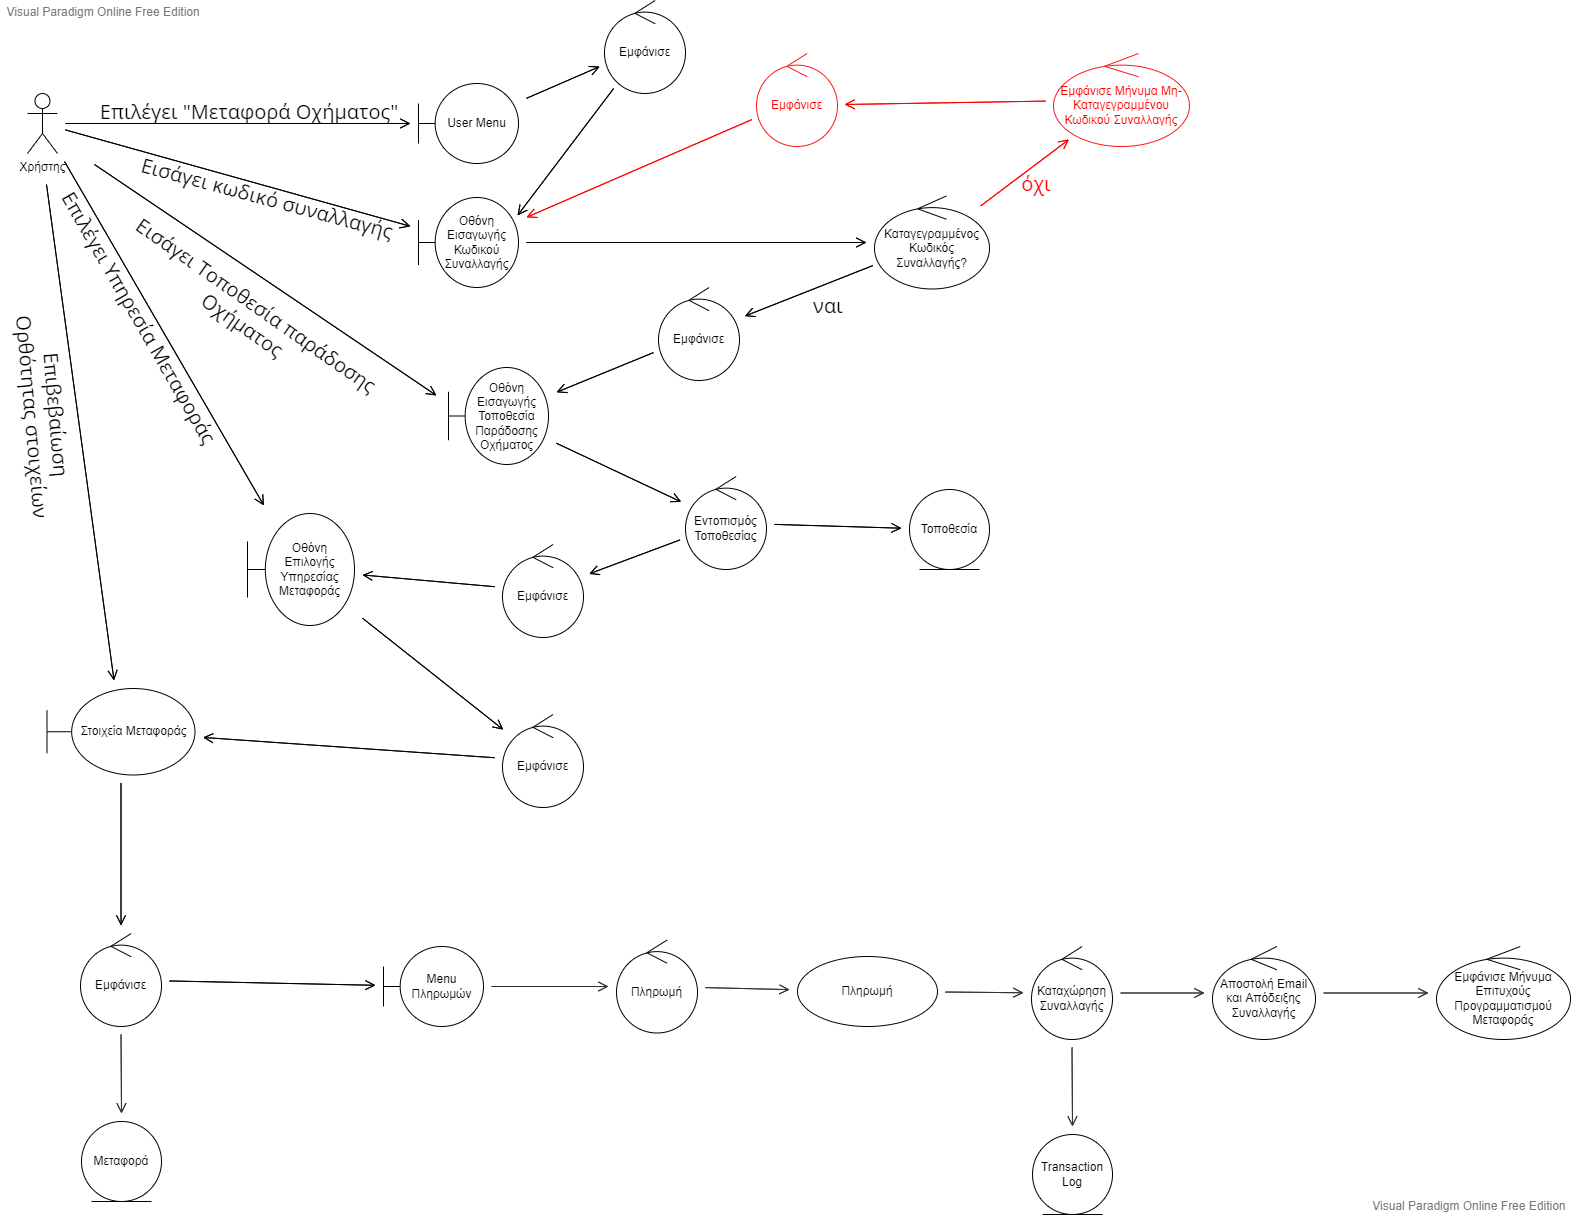 Visual Paradigm Online Free Edition
Εμφάνισε
Επιλέγει "Μεταφορά Οχήματος"
User Menu
Χρήστης
Εμφάνισε
Εμφάνισε Μήνυμα Μη-
Καταγεγραμμένου
Κωδικού Συναλλαγής
όχι
Εισάγει κωδικό συναλλαγής
Οθόνη
Εισαγωγής
Κωδικού
Συναλλαγής
Καταγεγραμμένος
Κωδικός
Συναλλαγής?
ναι
Εμφάνισε
Εισάγει Τοποθεσία παράδοσης
Οχήματος
Οθόνη
Εισαγωγής
Τοποθεσία
Παράδοσης
Οχήματος
Επιλέγει Υπηρεσία Μεταφοράς
Επιβεβαίωση
Ορθότητας στοιχείων
Εντοπισμός
Τοποθεσίας
Τοποθεσία
Οθόνη
Επιλογής
Υπηρεσίας
Μεταφοράς
Εμφάνισε
Στοιχεία Μεταφοράς
Εμφάνισε
Εμφάνισε
Menu
Πληρωμών
Πληρωμή
Πληρωμή
Καταχώρηση
Συναλλαγής
Αποστολή Email
και Απόδειξης
Συναλλαγής
Εμφάνισε Μήνυμα
Επιτυχούς
Προγραμματισμού
Μεταφοράς
Μεταφορά
Transaction
Log
Visual Paradigm Online Free Edition